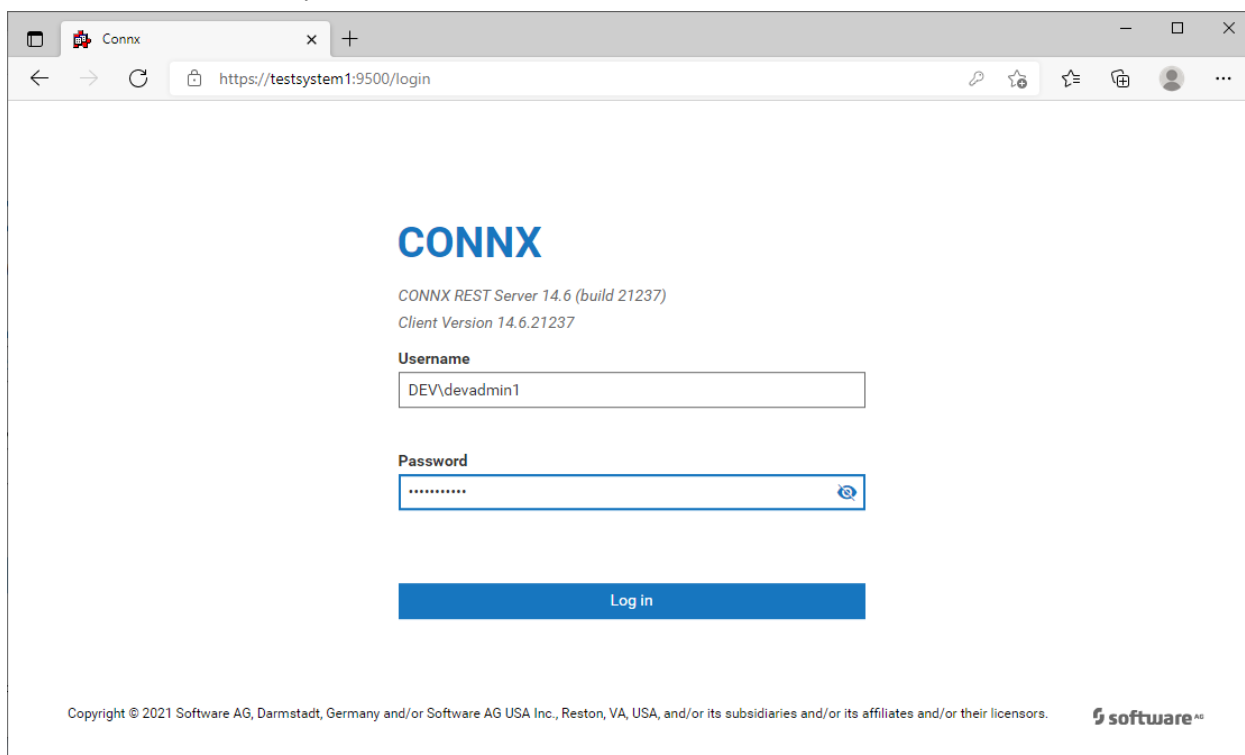 Connx
https://testsystem1:9500/login
CONNX
CONNX REST Server 14.6 (build 21237)
Client Version 14.6.21237
Username
DEV\devadmin1
Password
•••••••••••
Log in
Copyright © 2021 Software AG, Darmstadt, Germany and/or Software AG USA Inc., Reston, VA, USA, and/or its subsidiaries and/or its affiliates and/or their licensors.
software AG